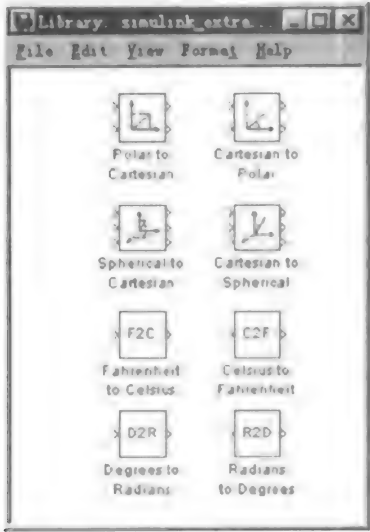 Library: simulink_extre...
File Edit View Format Help
Polar to Cartesian to
Cartesian Polar
Spherical to Cartesian to
Cartesian Spherical
F2C C2F
Fahrenheit Celsius to
to Celsius Fahrenheit
D2R R2D
Degrees to Radians
Radians to Degrees